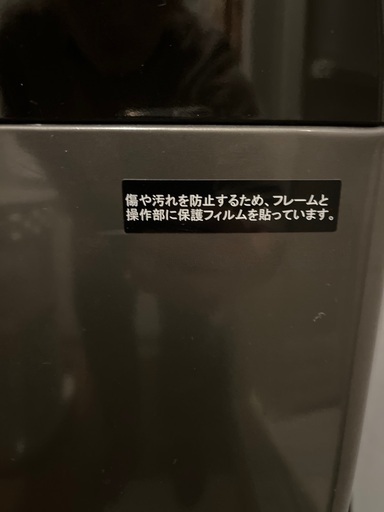 傷や汚れを防止するため、フレームと
操作部に保護フィルムを貼っています。